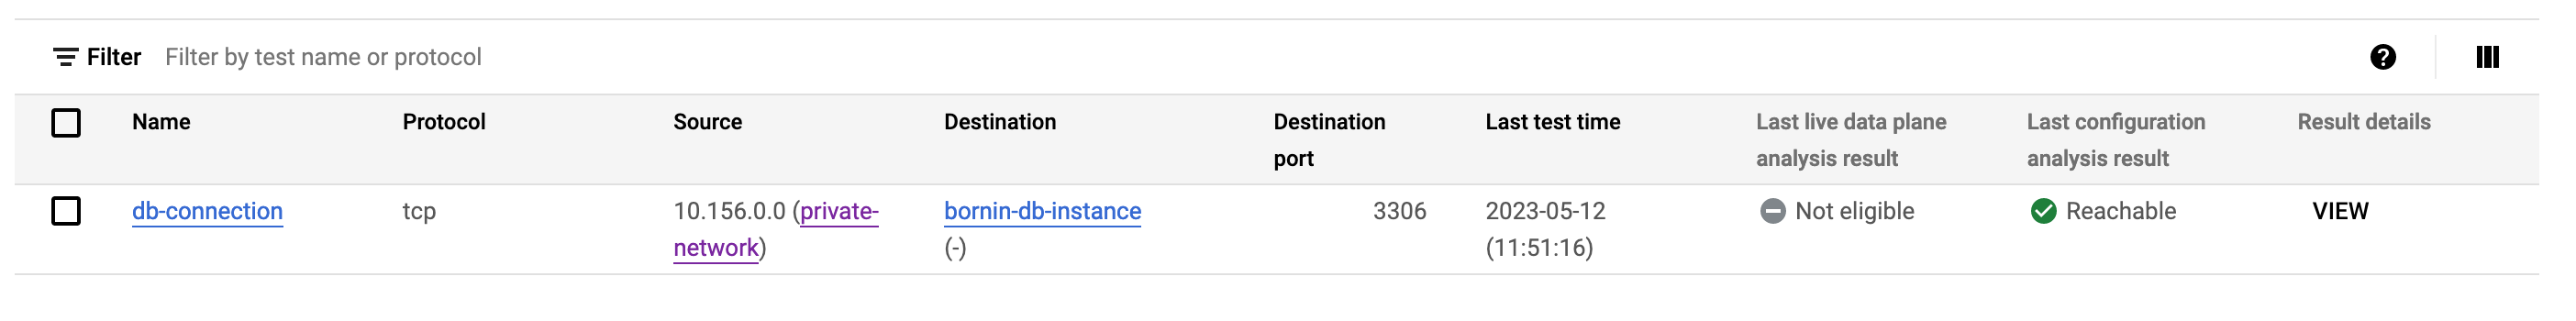 Filter Filter by test name or protocol
Name Protocol Source Destination Destination port Last test time Last live data plane analysis result Last configuration analysis result Result details
db-connection tcp 10.156.0.0 (private-network) bornin-db-instance (-) 3306 2023-05-12 (11:51:16) Not eligible Reachable VIEW